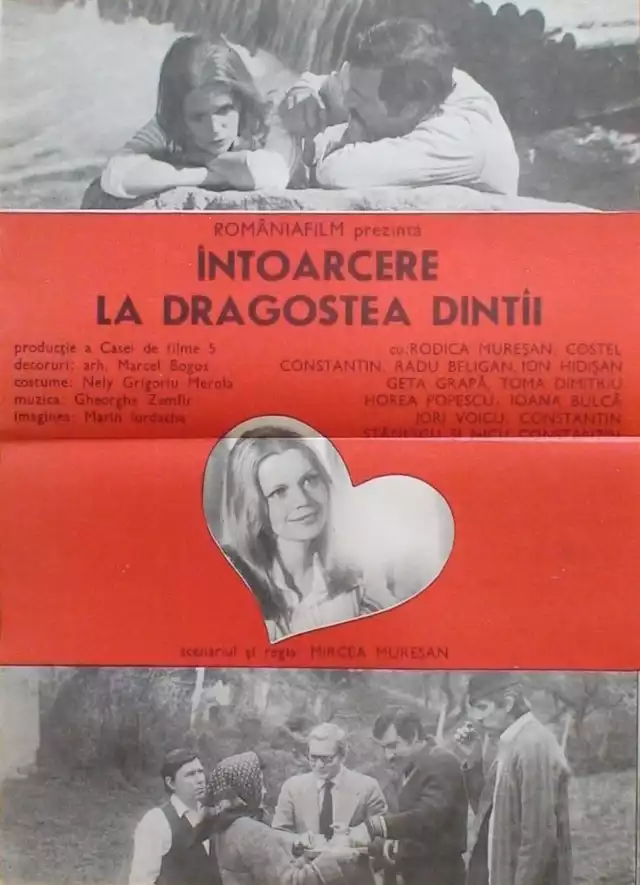 ROMÂNIAFILM prezintă
ÎNTOARCERE
LA DRAGOSTEA DINTÎI
producție a Casei de filme 5
decoruri: arh. Marcel Bogos
costume: Nely Grigoriu Merola
muzica: Gheorghe Zamfir
imaginea: Marin Iordache
cu: RODICA MUREȘAN, COSTEL
CONSTANTIN, RADU BELIGAN, ION HIDIȘAN
GETA GRAPĂ, TOMA DIMITRIU
HOREA POPESCU, IOANA BULCĂ
JORJ VOICU, CONSTANTIN
CONSTANTIN
scenariul și regia: MIRCEA MUREȘAN